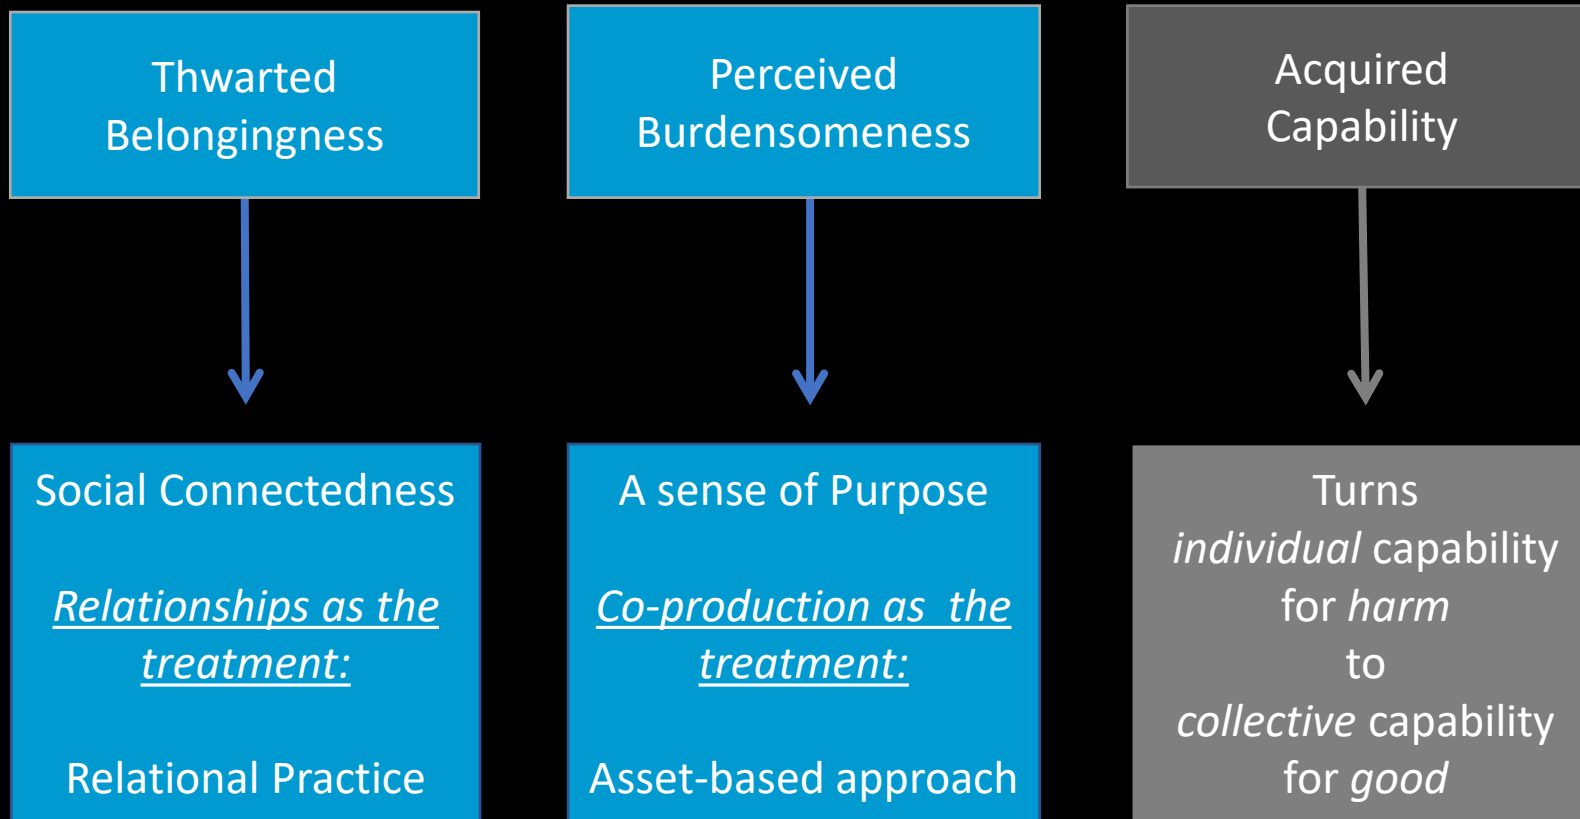 Thwarted
Belongingness
Perceived
Burdensomeness
Acquired
Capability
Social Connectedness
Relationships as the
treatment:
Relational Practice
A sense of Purpose
Co-production as  the
treatment:
Asset-based approach
Turns
individual capability
for harm
to
collective capability
for good